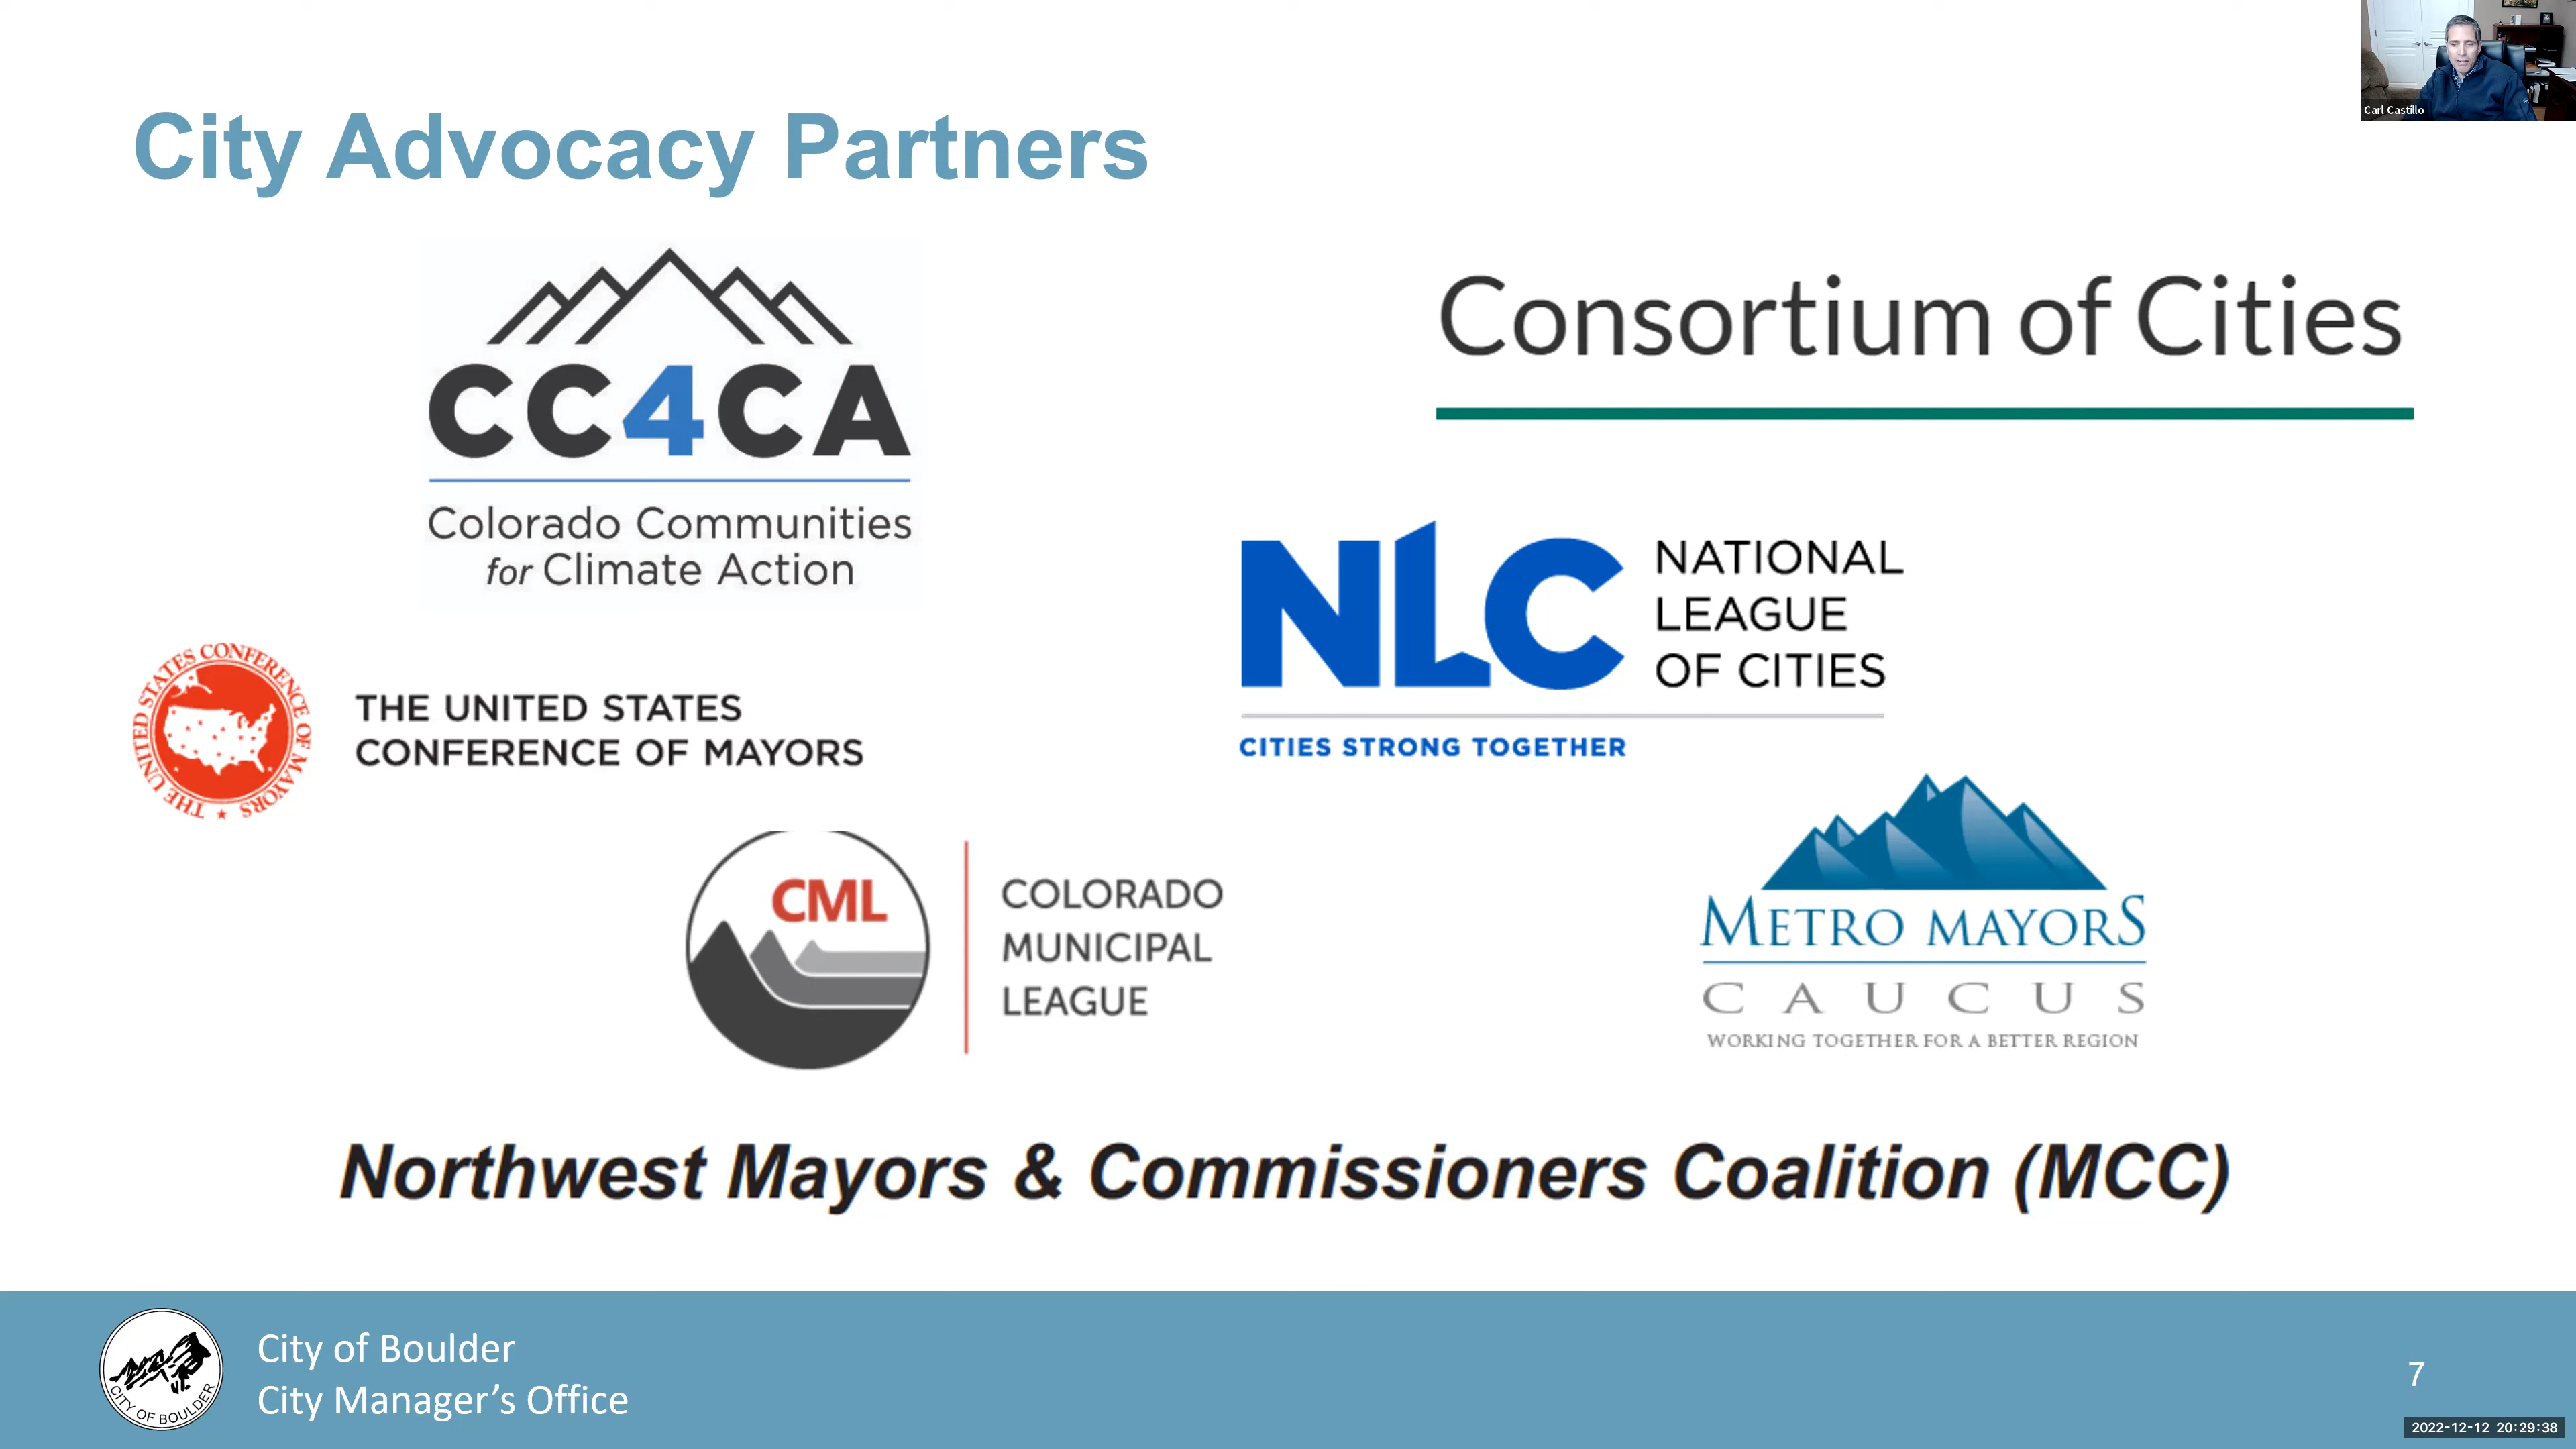 Carl Castillo
City Advocacy Partners
CC4CA
Colorado Communities
for Climate Action
Consortium of Cities
NLC
NATIONAL
LEAGUE
OF CITIES
CITIES STRONG TOGETHER
THE UNITED STATES CONFERENCE OF MAYORS
THE UNITED STATES
CONFERENCE OF MAYORS
CML
COLORADO
MUNICIPAL
LEAGUE
METRO MAYORS
CAUCUS
WORKING TOGETHER FOR A BETTER REGION
Northwest Mayors & Commissioners Coalition (MCC)
CITY OF BOULDER
City of Boulder
City Manager’s Office
7
2022-12-12 20:29:38